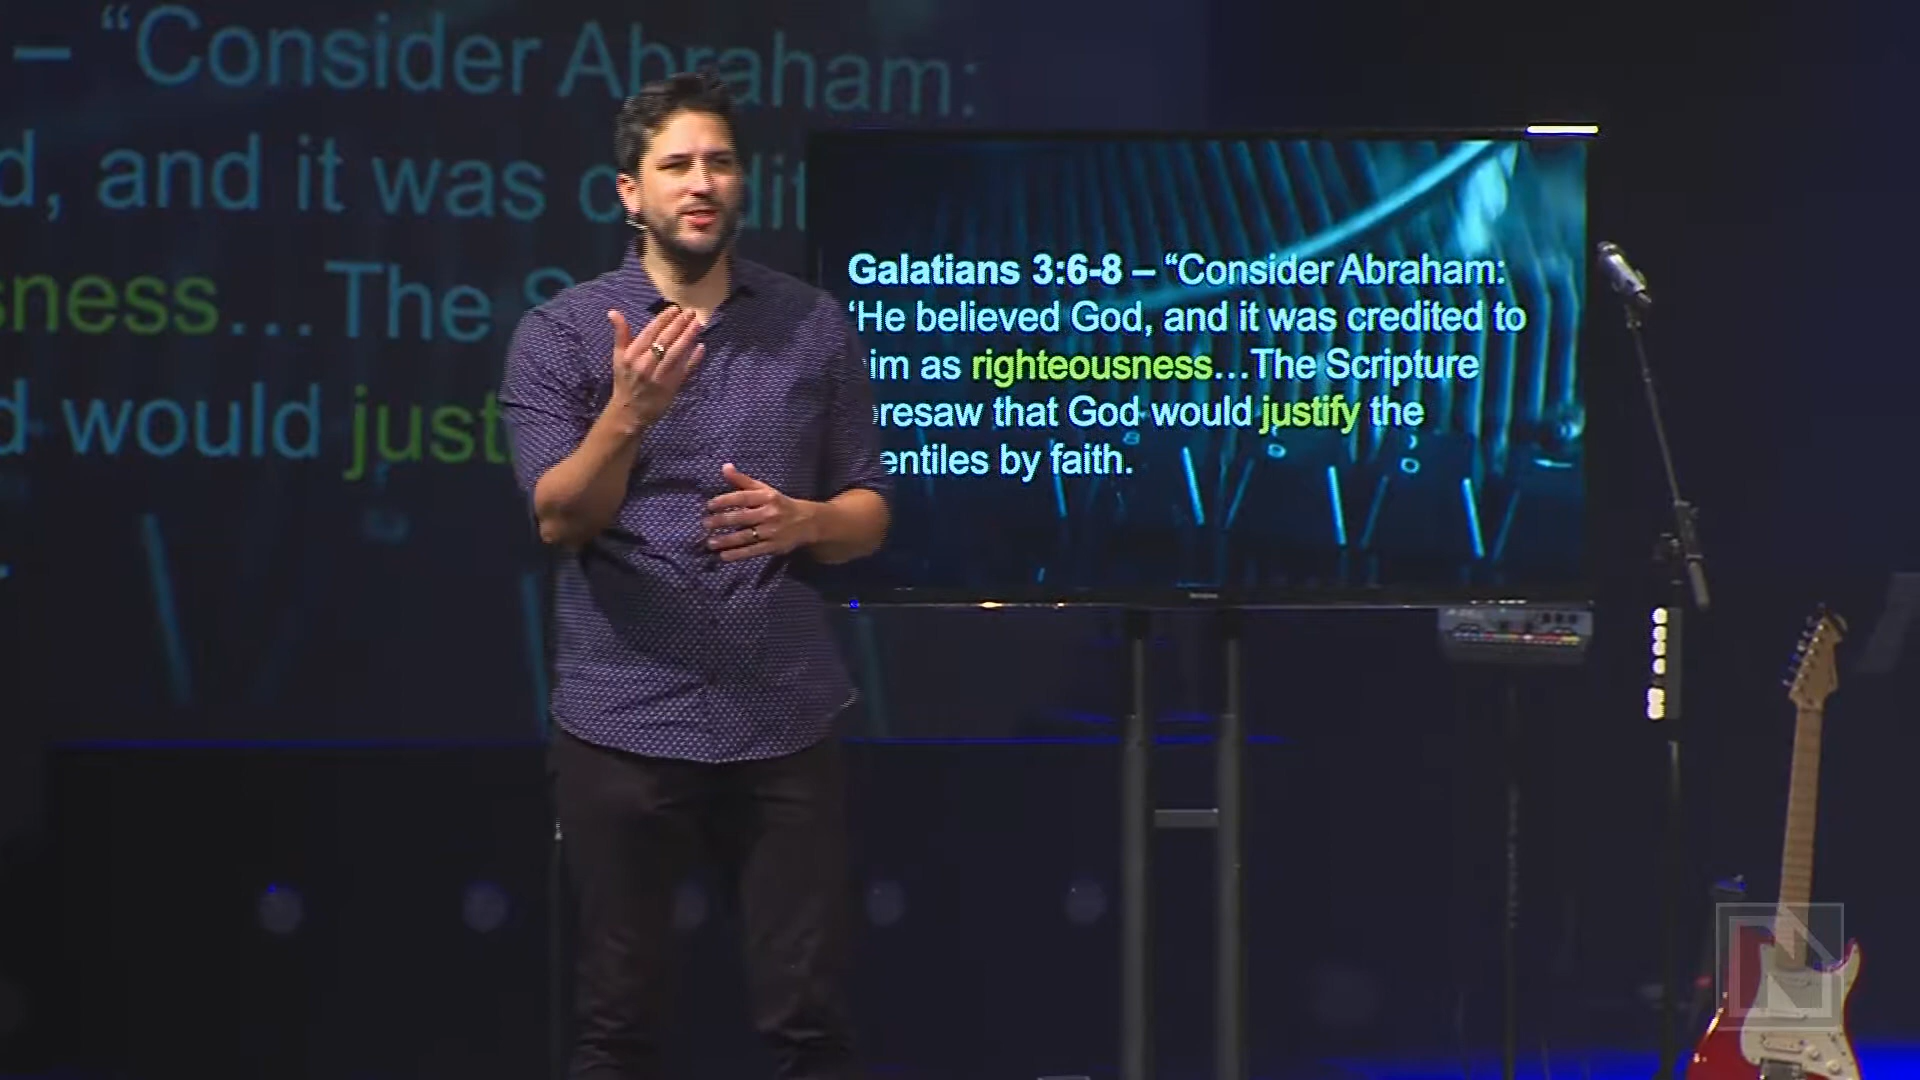 – “Consider Abraham:
d, and it was
sness…The
d would just
Galatians 3:6-8 – “Consider Abraham:
‘He believed God, and it was credited to
im as righteousness…The Scripture
resaw that God would justify the
entiles by faith.
N